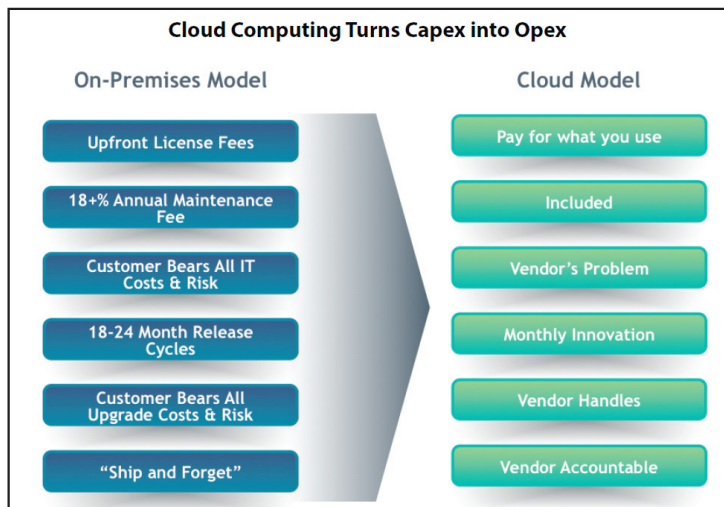 Cloud Computing Turns Capex into Opex
On-Premises Model
Cloud Model
Upfront License Fees
Pay for what you use
18+% Annual Maintenance
Fee
Included
Customer Bears All IT
Costs & Risk
Vendor's Problem
18-24 Month Release
Cycles
Monthly Innovation
Customer Bears All
Upgrade Costs & Risk
Vendor Handles
“Ship and Forget”
Vendor Accountable